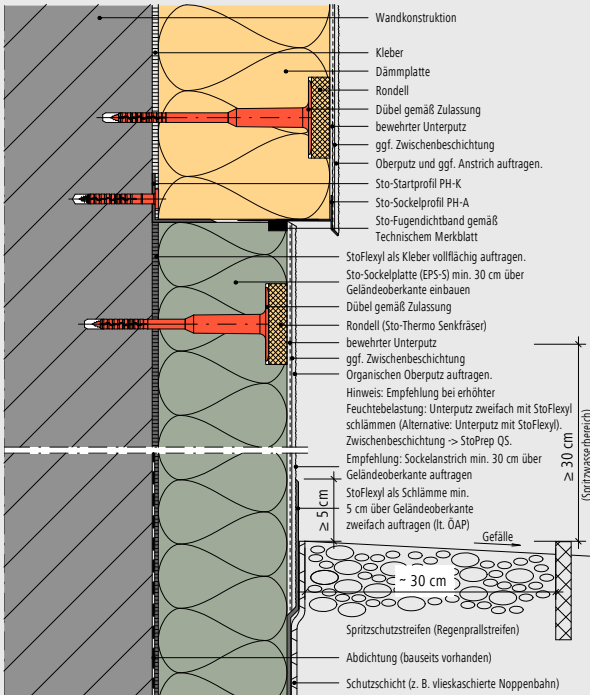 Wandkonstruktion
Kleber
Dämmplatte
Rondell
Dübel gemäß Zulassung
bewehrter Unterputz
ggf. Zwischenbeschichtung
Oberputz und ggf. Anstrich auftragen.
Sto-Startprofil PH-K
Sto-Sockelprofil PH-A
Sto-Fugendichtband gemäß
Technischem Merkblatt
StoFlexyl als Kleber vollflächig auftragen.
Sto-Sockelplatte (EPS-S) min. 30 cm über
Geländeoberkante einbauen
Dübel gemäß Zulassung
Rondell (Sto-Thermo Senkfräser)
bewehrter Unterputz
ggf. Zwischenbeschichtung
Organischen Oberputz auftragen.
Hinweis: Empfehlung bei erhöhter
Feuchtebelastung: Unterputz zweifach mit StoFlexyl
schlämmen (Alternative: Unterputz mit StoFlexyl).
Zwischenbeschichtung -> StoPrep QS.
Empfehlung: Sockelanstrich min. 30 cm über
Geländeoberkante auftragen
StoFlexyl als Schlämme min.
5 cm über Geländeoberkante
zweifach auftragen (lt. ÖAP)
≥ 5 cm
≥ 30 cm
(Spritzwasserbereich)
Gefälle
~ 30 cm
Spritzschutzstreifen (Regenprallstreifen)
Abdichtung (bauseits vorhanden)
Schutzschicht (z. B. vlieskaschierte Noppenbahn)